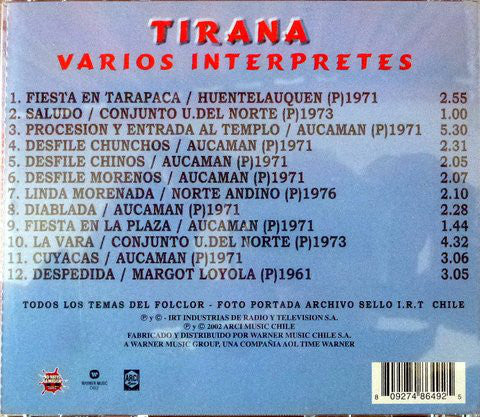 TIRANA
VARIOS INTERPRETES
1. FIESTA EN TARAPACA / HUENTELAUQUEN (P)1971 2.55
2. SALUDO / CONJUNTO U.DEL NORTE (P)1973 1.00
3. PROCESION Y ENTRADA AL TEMPLO / AUCAMAN (P)1971 5.30
4. DESFILE CHUNCHOS / AUCAMAN (P)1971 2.31
5. DESFILE CHINOS / AUCAMAN (P)1971 2.05
6. DESFILE MORENOS / AUCAMAN (P)1971 2.07
7. LINDA MORENADA / NORTE ANDINO (P)1976 2.10
8. DIABLADA / AUCAMAN (P)1971 2.28
9. FIESTA EN LA PLAZA / AUCAMAN (P)1971 1.44
10. LA VARA / CONJUNTO U.DEL NORTE (P)1973 4.32
11. CUYACAS / AUCAMAN (P)1971 3.06
12. DESPEDIDA / MARGOT LOYOLA (P)1961 3.05
TODOS LOS TEMAS DEL FOLCLOR - FOTO PORTADA ARCHIVO SELLO I.R.T CHILE
℗ y © - IRT INDUSTRIAS DE RADIO Y TELEVISION S.A.
℗ y © 2002 ARCI MUSIC CHILE
FABRICADO Y DISTRIBUIDO POR WARNER MUSIC CHILE S.A.
A WARNER MUSIC GROUP, UNA COMPAÑIA AOL TIME WARNER
WARNER MUSIC
CHILE
ARCI
8 09274 86492 5